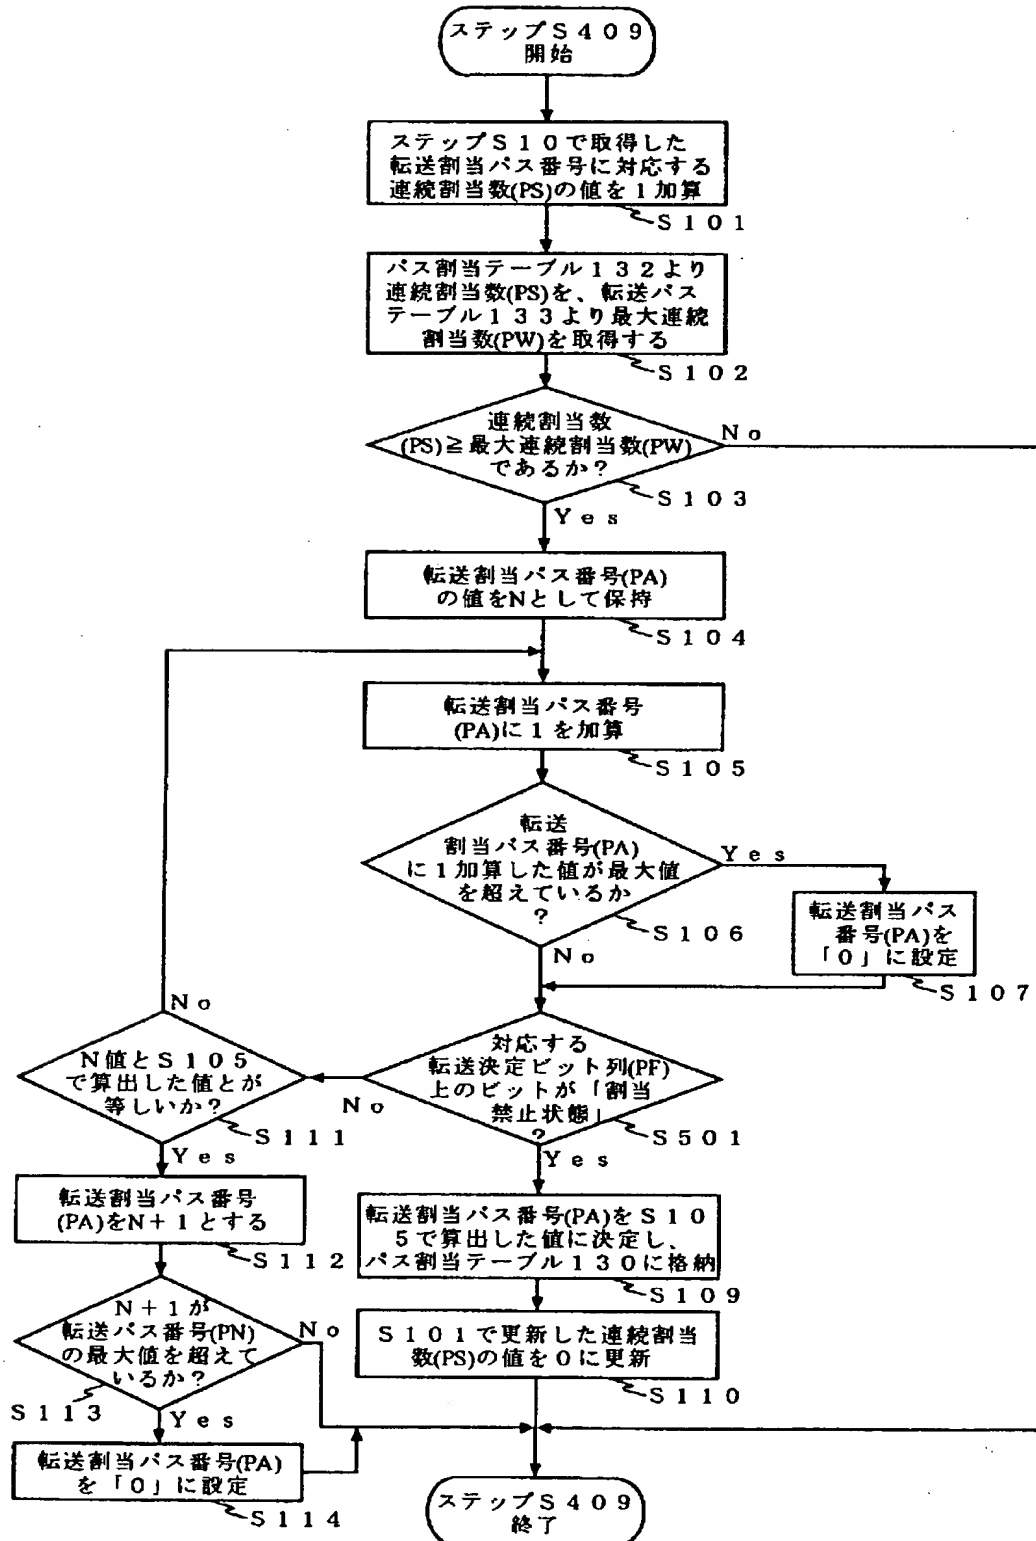 ステップS409
開始
ステップS10で取得した
転送割当パス番号に対応する
連続割当数(PS)の値を1加算
S101
パス割当テーブル132より
連続割当数(PS)を、転送パス
テーブル133より最大連続
割当数(PW)を取得する
S102
連続割当数
(PS)≧最大連続割当数(PW)
であるか?
No
S103
Yes
転送割当パス番号(PA)
の値をNとして保持
S104
転送割当パス番号
(PA)に1を加算
S105
転送
割当パス番号(PA)
に1加算した値が最大値
を超えているか
?
Yes
S106
No
転送割当パス
番号(PA)を
「0」に設定
S107
対応する
転送決定ビット列(PF)
上のビットが「割当
禁止状態」
?
No
S501
Yes
No
N値とS105
で算出した値とが
等しいか?
S111
Yes
転送割当パス番号
(PA)をN+1とする
S112
転送割当パス番号(PA)をS10
5で算出した値に決定し、
パス割当テーブル130に格納
S109
N+1が
転送パス番号(PN)
の最大値を超えて
いるか?
No
S113
Yes
S101で更新した連続割当
数(PS)の値を0に更新
S110
転送割当パス番号(PA)
を「0」に設定
S114
ステップS409
終了